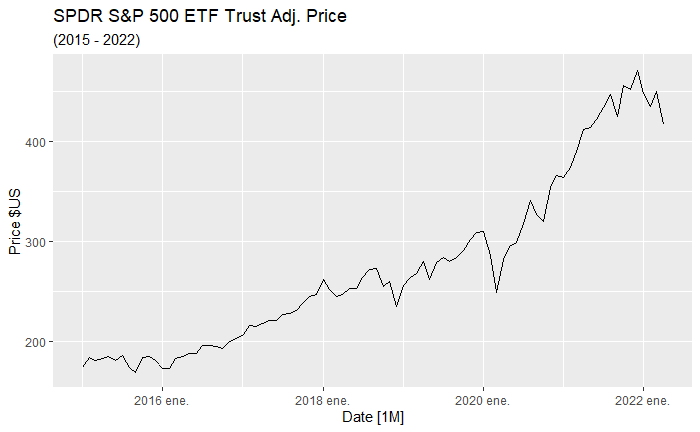 SPDR S&P 500 ETF Trust Adj. Price
(2015 - 2022)
Price $US
400
300
200
2016 ene.
2018 ene.
2020 ene.
2022 ene.
Date [1M]